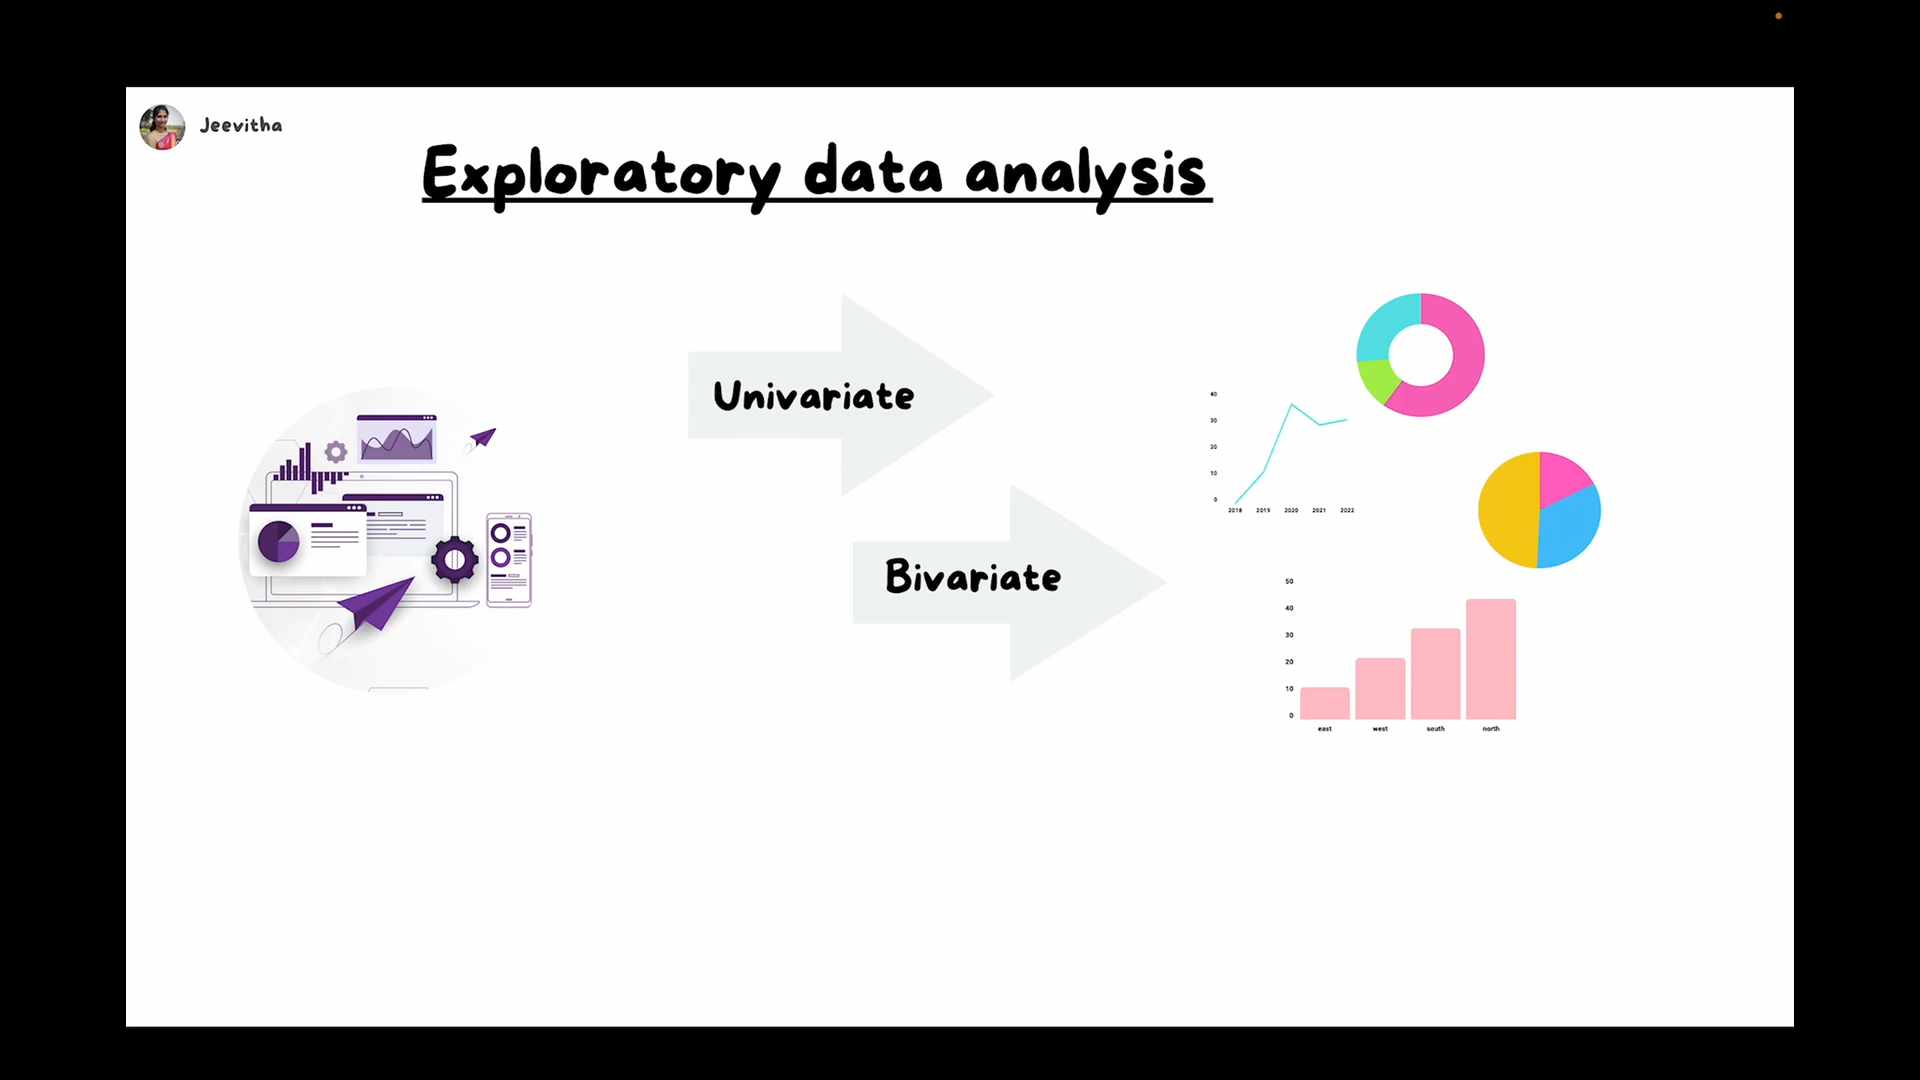 Jeevitha
Exploratory data analysis
Univariate
Bivariate
40
30
20
10
0
2018 2019 2020 2021 2022
50
40
30
20
10
0
east west south north